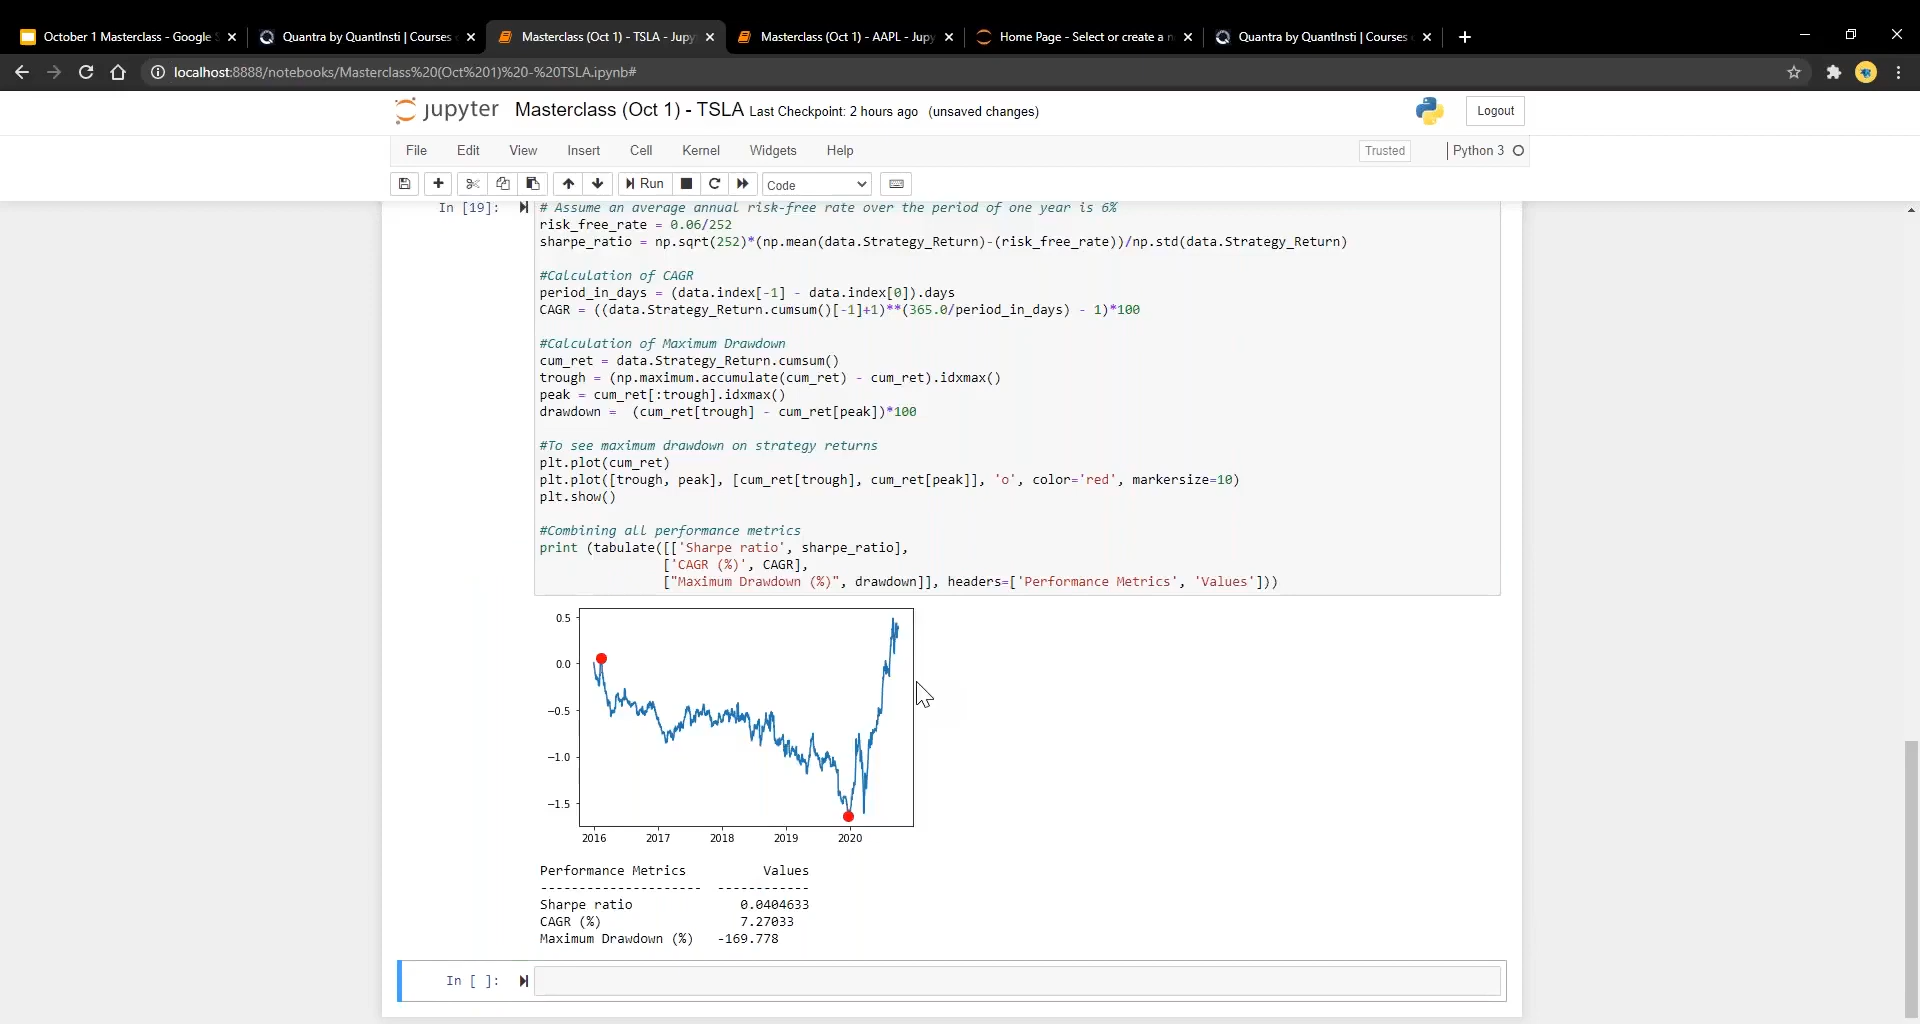 October 1 Masterclass - Google S
Quantra by QuantInsti | Courses
Masterclass (Oct 1) - TSLA - Jupy
Masterclass (Oct 1) - AAPL - Jupy
Home Page - Select or create a n
Quantra by QuantInsti | Courses
localhost:8888/notebooks/Masterclass%20(Oct%201)%20-%20TSLA.ipynb#
jupyter Masterclass (Oct 1) - TSLA Last Checkpoint: 2 hours ago (unsaved changes) Logout
File Edit View Insert Cell Kernel Widgets Help Trusted Python 3
Run Code
In [19]: # Assume an average annual risk-free rate over the period of one year is 6%
risk_free_rate = 0.06/252
sharpe_ratio = np.sqrt(252)*(np.mean(data.Strategy_Return)-(risk_free_rate))/np.std(data.Strategy_Return)
#Calculation of CAGR
period_in_days = (data.index[-1] - data.index[0]).days
CAGR = ((data.Strategy_Return.cumsum()[-1]+1)**(365.0/period_in_days) - 1)*100
#Calculation of Maximum Drawdown
cum_ret = data.Strategy_Return.cumsum()
trough = (np.maximum.accumulate(cum_ret) - cum_ret).idxmax()
peak = cum_ret[:trough].idxmax()
drawdown =  (cum_ret[trough] - cum_ret[peak])*100
#To see maximum drawdown on strategy returns
plt.plot(cum_ret)
plt.plot([trough, peak], [cum_ret[trough], cum_ret[peak]], 'o', color='red', markersize=10)
plt.show()
#Combining all performance metrics
print (tabulate([['Sharpe ratio', sharpe_ratio],
['CAGR (%)', CAGR],
["Maximum Drawdown (%)", drawdown]], headers=['Performance Metrics', 'Values']))
0.5
0.0
-0.5
-1.0
-1.5
2016 2017 2018 2019 2020
Performance Metrics Values
--------------------- ------------
Sharpe ratio 0.0404633
CAGR (%) 7.27033
Maximum Drawdown (%) -169.778
In [ ]: